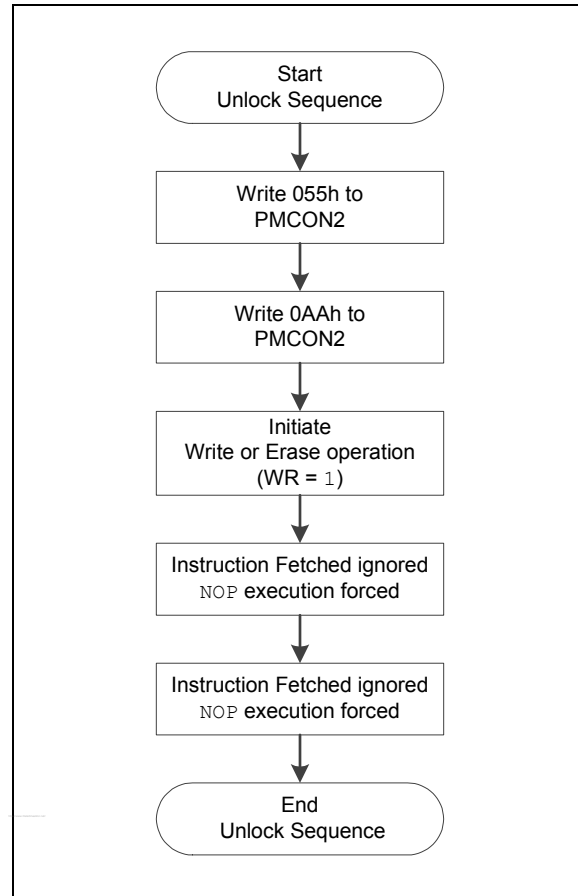 Start
Unlock Sequence
Write 055h to
PMCON2
Write 0AAh to
PMCON2
Initiate
Write or Erase operation
(WR = 1)
Instruction Fetched ignored
NOP execution forced
Instruction Fetched ignored
NOP execution forced
End
Unlock Sequence